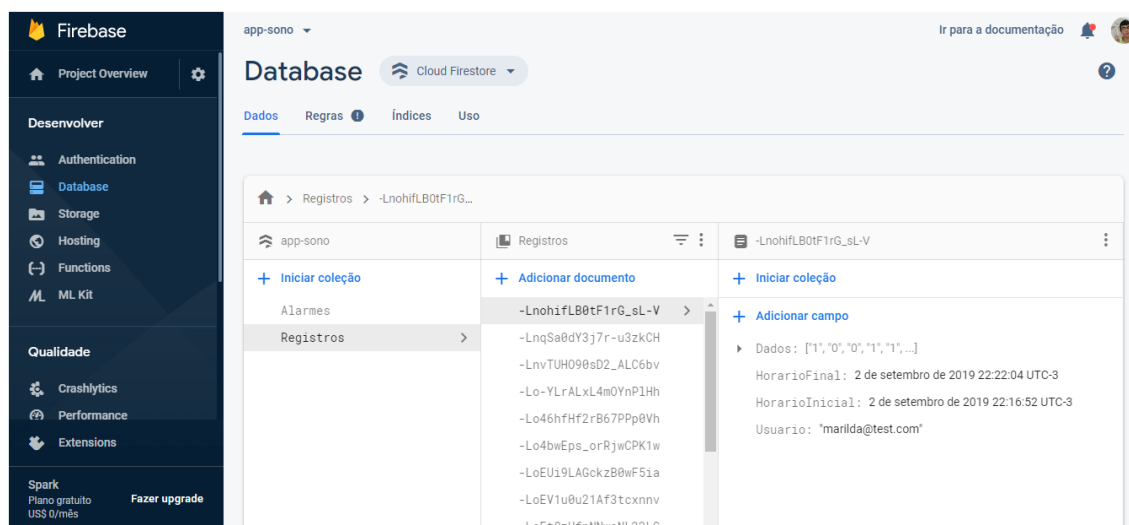 Firebase
app-sono
Ir para a documentação
Project Overview
Database
Cloud Firestore
Desenvolver
Dados
Regras
Índices
Uso
Authentication
Database
Storage
Hosting
Functions
ML Kit
Registros > -LnohifLB0tF1rG...
app-sono
Registros
-LnohifLB0tF1rG_sL-V
+ Iniciar coleção
+ Adicionar documento
+ Iniciar coleção
Alarmes
Registros
-LnohifLB0tF1rG_sL-V
-LnqSa0dY3j7r-u3zkCH
-LnvTUHO90sD2_ALC6bv
-Lo-YLrALxL4mOYnPlHh
-Lo46hfHf2rB67PPp0Vh
-Lo4bwEps_orRjwCPK1w
-LoEUi9LAGckzB0wF5ia
-LoEV1u0u21Af3tcxnnv
+ Adicionar campo
Dados: ["1", "0", "0", "1", "1", ...]
HorarioFinal: 2 de setembro de 2019 22:22:04 UTC-3
HorarioInicial: 2 de setembro de 2019 22:16:52 UTC-3
Usuario: "marilda@test.com"
Qualidade
Crashlytics
Performance
Extensions
Spark
Plano gratuito
US$ 0/mês
Fazer upgrade